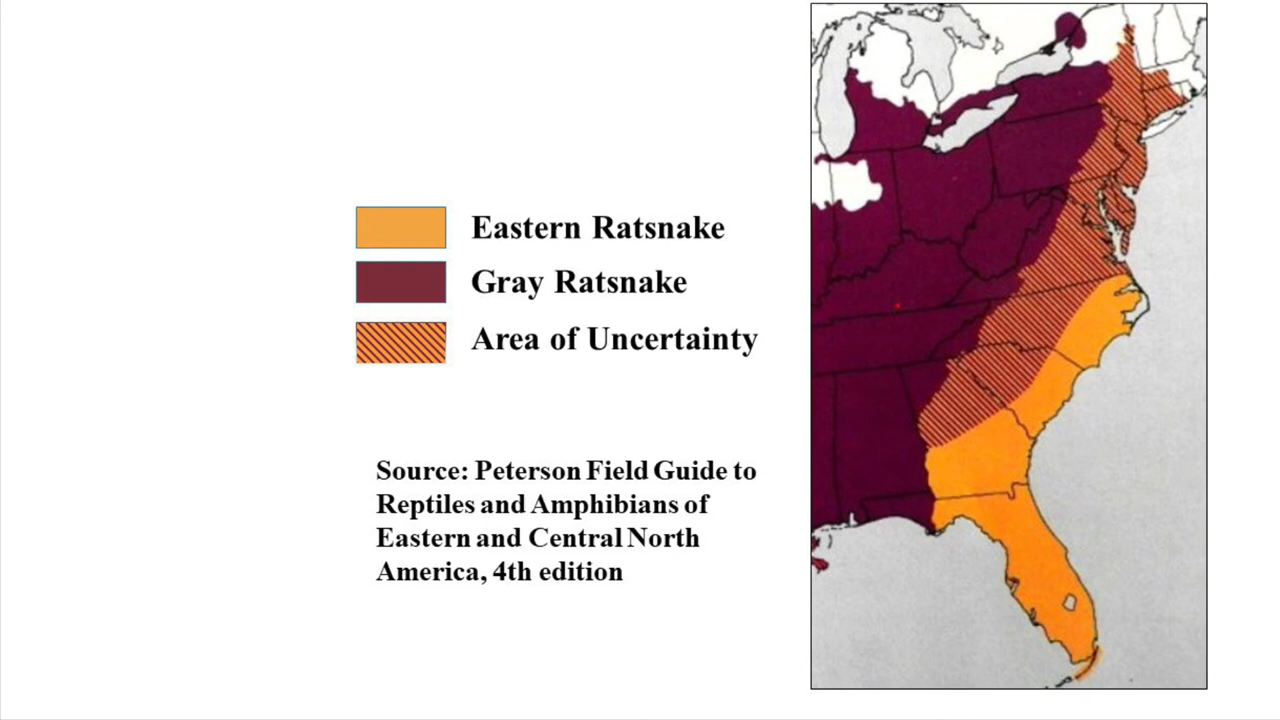 Eastern Ratsnake
Gray Ratsnake
Area of Uncertainty
Source: Peterson Field Guide to
Reptiles and Amphibians of
Eastern and Central North
America, 4th edition